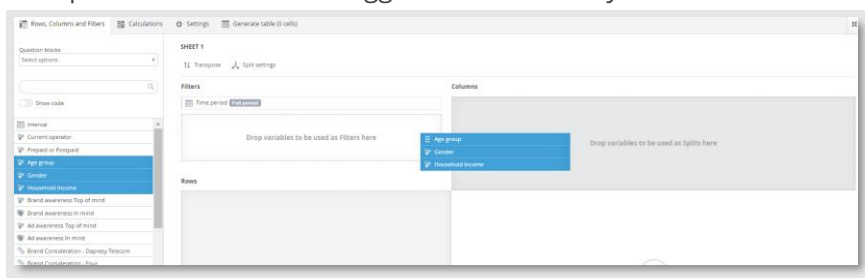 Rows, Columns and Filters Calculations Settings Generate table (0 cells)
Question blocks
Select options
Show code
Interval
Current operator
Prepaid or Postpaid
Age group
Gender
Household Income
Brand awareness Top of mind
Brand awareness In mind
Ad awareness Top of mind
Ad awareness In mind
Brand Consideration - Dapresy Telecom
Brand Consideration - Four
SHEET 1
Transpose Split settings
Filters
Time period Full period
Drop variables to be used as Filters here
Rows
Columns
Age group
Gender
Household Income
Drop variables to be used as Splits here